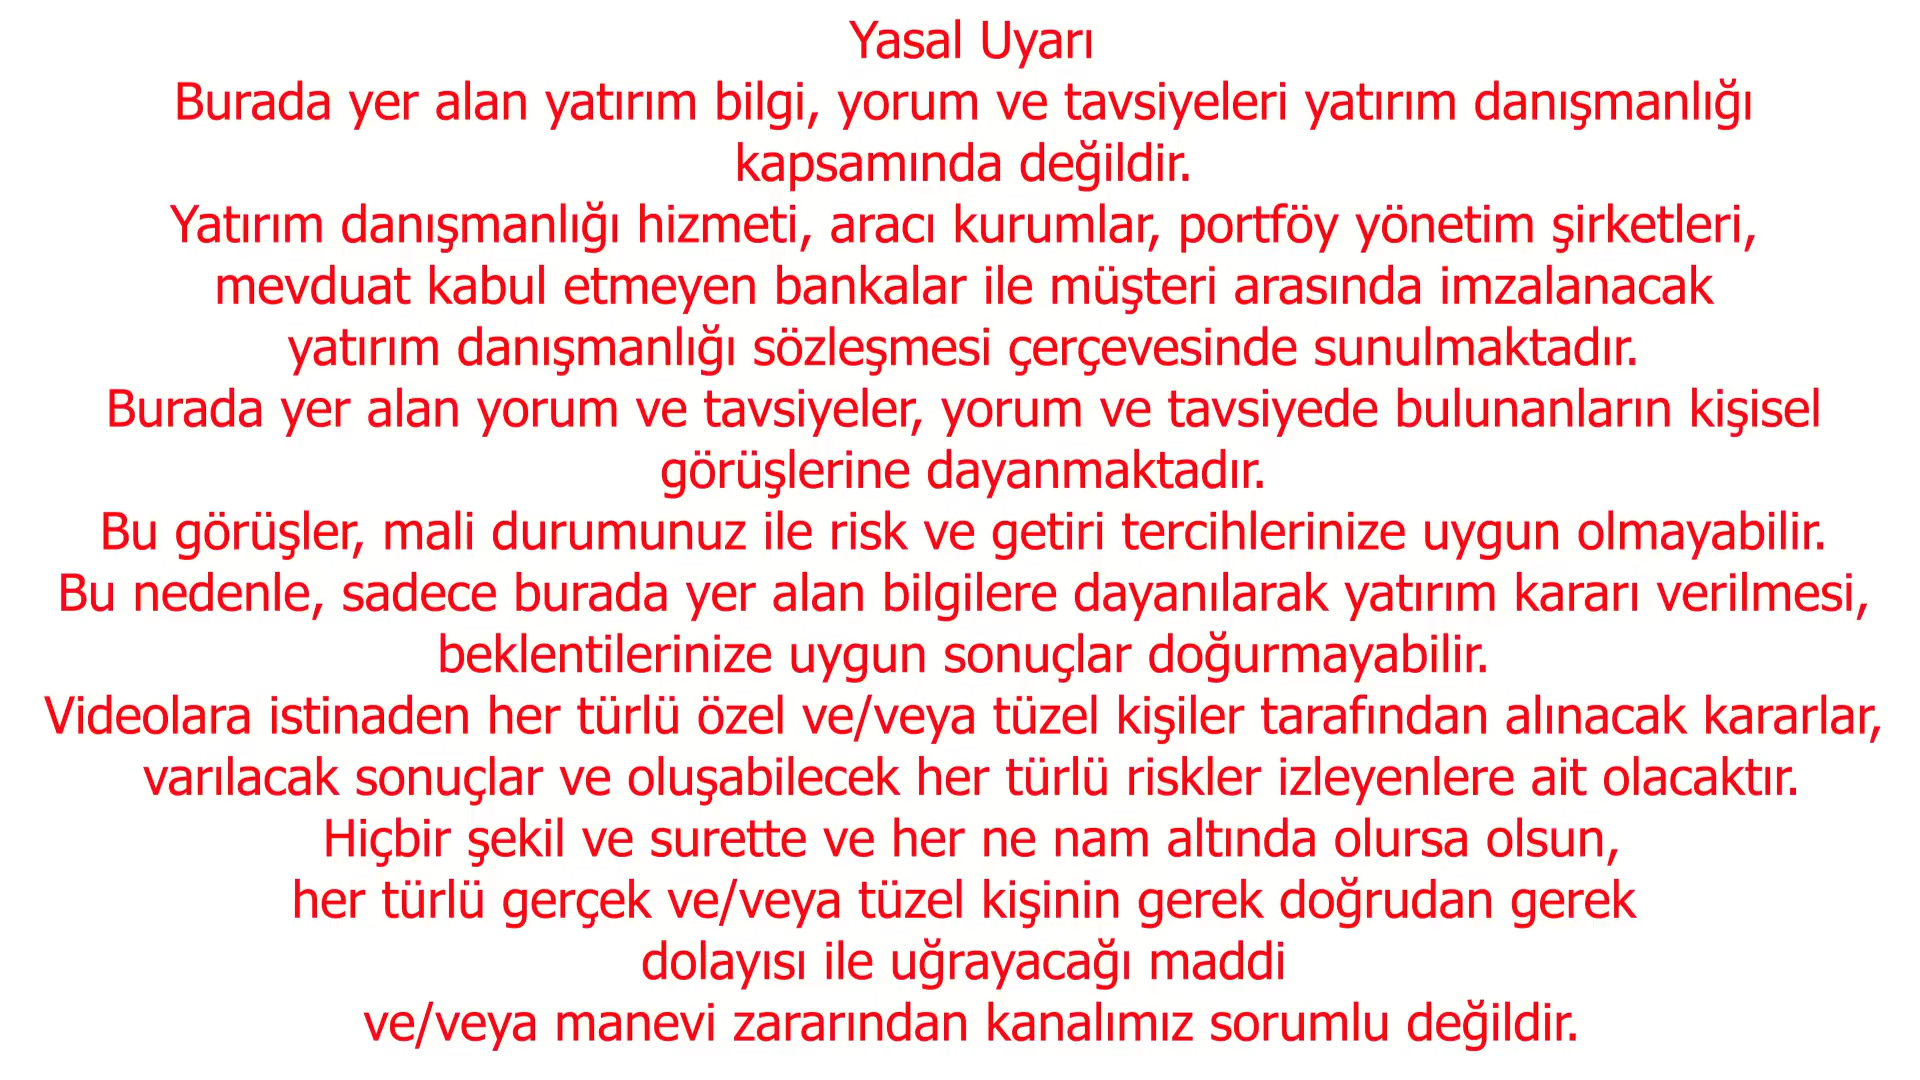 Yasal Uyarı
Burada yer alan yatırım bilgi, yorum ve tavsiyeleri yatırım danışmanlığı
kapsamında değildir.
Yatırım danışmanlığı hizmeti, aracı kurumlar, portföy yönetim şirketleri,
mevduat kabul etmeyen bankalar ile müşteri arasında imzalanacak
yatırım danışmanlığı sözleşmesi çerçevesinde sunulmaktadır.
Burada yer alan yorum ve tavsiyeler, yorum ve tavsiyede bulunanların kişisel
görüşlerine dayanmaktadır.
Bu görüşler, mali durumunuz ile risk ve getiri tercihlerinize uygun olmayabilir.
Bu nedenle, sadece burada yer alan bilgilere dayanılarak yatırım kararı verilmesi,
beklentilerinize uygun sonuçlar doğurmayabilir.
Videolara istinaden her türlü özel ve/veya tüzel kişiler tarafından alınacak kararlar,
varılacak sonuçlar ve oluşabilecek her türlü riskler izleyenlere ait olacaktır.
Hiçbir şekil ve surette ve her ne nam altında olursa olsun,
her türlü gerçek ve/veya tüzel kişinin gerek doğrudan gerek
dolayısı ile uğrayacağı maddi
ve/veya manevi zararından kanalımız sorumlu değildir.